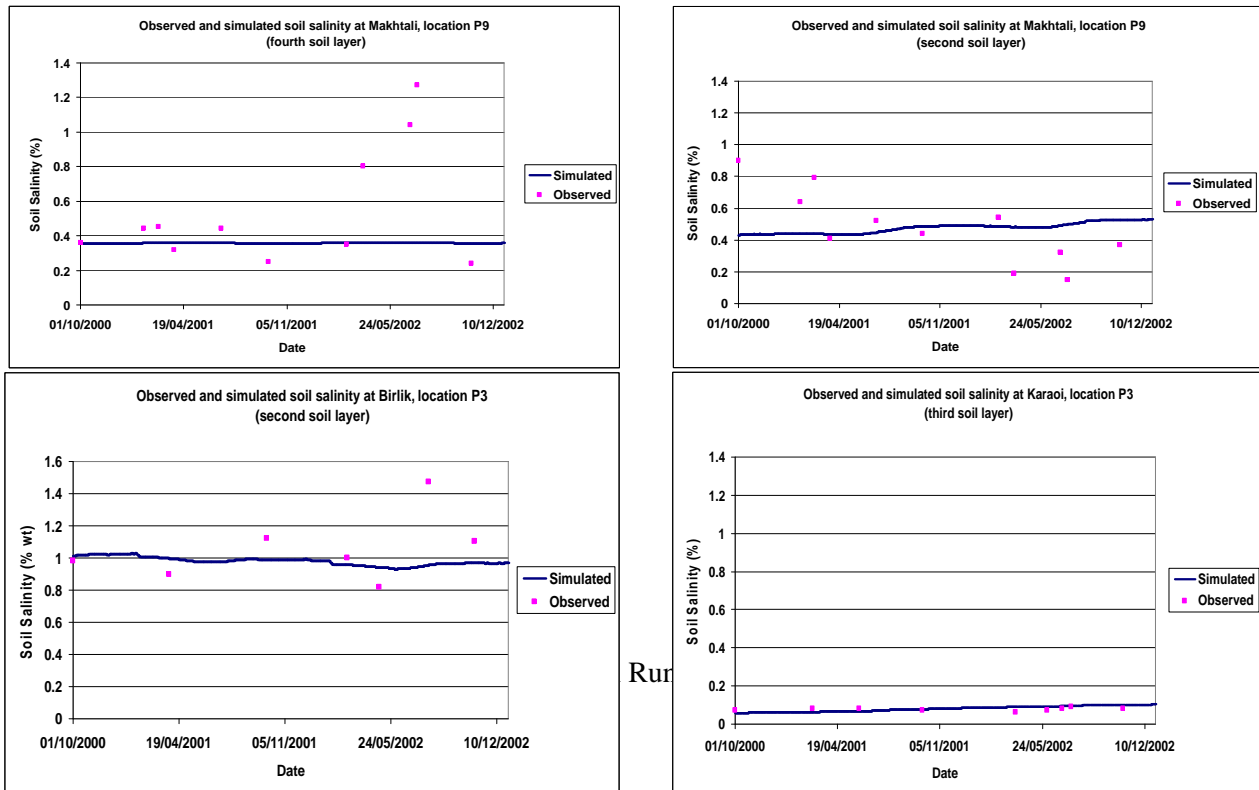 Observed and simulated soil salinity at Makhtali, location P9
(fourth soil layer)
1.4
1.2
1
0.8
0.6
0.4
0.2
0
Soil Salinity (%)
01/10/2000 19/04/2001 05/11/2001 24/05/2002 10/12/2002
Date
Simulated
Observed
Observed and simulated soil salinity at Makhtali, location P9
(second soil layer)
1.4
1.2
1
0.8
0.6
0.4
0.2
0
Soil Salinity (%)
01/10/2000 19/04/2001 05/11/2001 24/05/2002 10/12/2002
Date
Simulated
Observed
Observed and simulated soil salinity at Birlik, location P3
(second soil layer)
1.6
1.4
1.2
1
0.8
0.6
0.4
0.2
0
Soil Salinity (% wt)
01/10/2000 19/04/2001 05/11/2001 24/05/2002 10/12/2002
Date
Simulated
Observed
Observed and simulated soil salinity at Karaoi, location P3
(third soil layer)
1.4
1.2
1
0.8
0.6
0.4
0.2
0
Soil Salinity (%)
01/10/2000 19/04/2001 05/11/2001 24/05/2002 10/12/2002
Date
Simulated
Observed